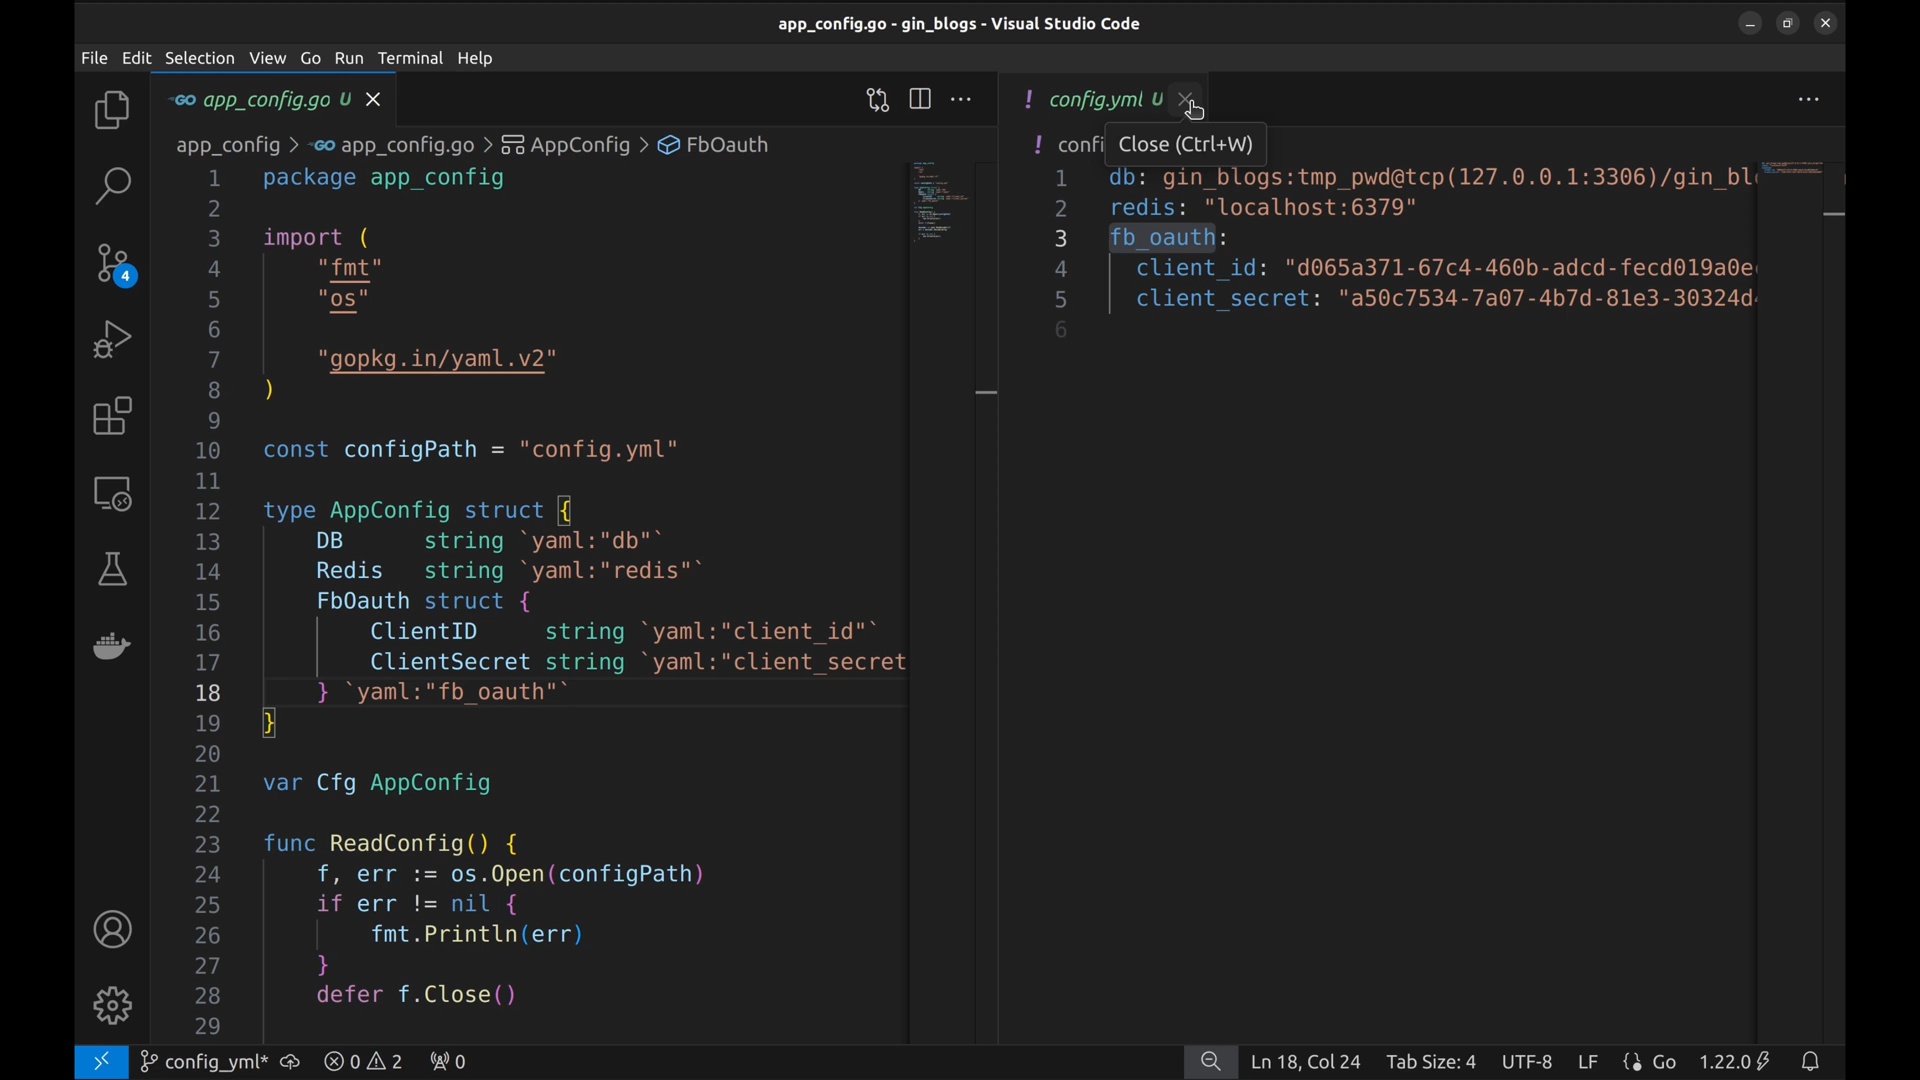 app_config.go - gin_blogs - Visual Studio Code
File Edit Selection View Go Run Terminal Help
GO app_config.go U
! config.yml U
app_config > GO app_config.go > AppConfig > FbOauth
! confi
Close (Ctrl+W)
1 package app_config
2
3 import (
4 "fmt"
5 "os"
6
7 "gopkg.in/yaml.v2"
8 )
9
10 const configPath = "config.yml"
11
12 type AppConfig struct {
13 DB string `yaml:"db"`
14 Redis string `yaml:"redis"`
15 FbOauth struct {
16 ClientID string `yaml:"client_id"`
17 ClientSecret string `yaml:"client_secret
18 } `yaml:"fb_oauth"`
19 }
20
21 var Cfg AppConfig
22
23 func ReadConfig() {
24 f, err := os.Open(configPath)
25 if err != nil {
26 fmt.Println(err)
27 }
28 defer f.Close()
29
1 db: gin_blogs:tmp_pwd@tcp(127.0.0.1:3306)/gin_bl
2 redis: "localhost:6379"
3 fb_oauth:
4 client_id: "d065a371-67c4-460b-adcd-fecd019a0e
5 client_secret: "a50c7534-7a07-4b7d-81e3-30324d
6
4
config_yml* 0 2 0 Ln 18, Col 24 Tab Size: 4 UTF-8 LF Go 1.22.0